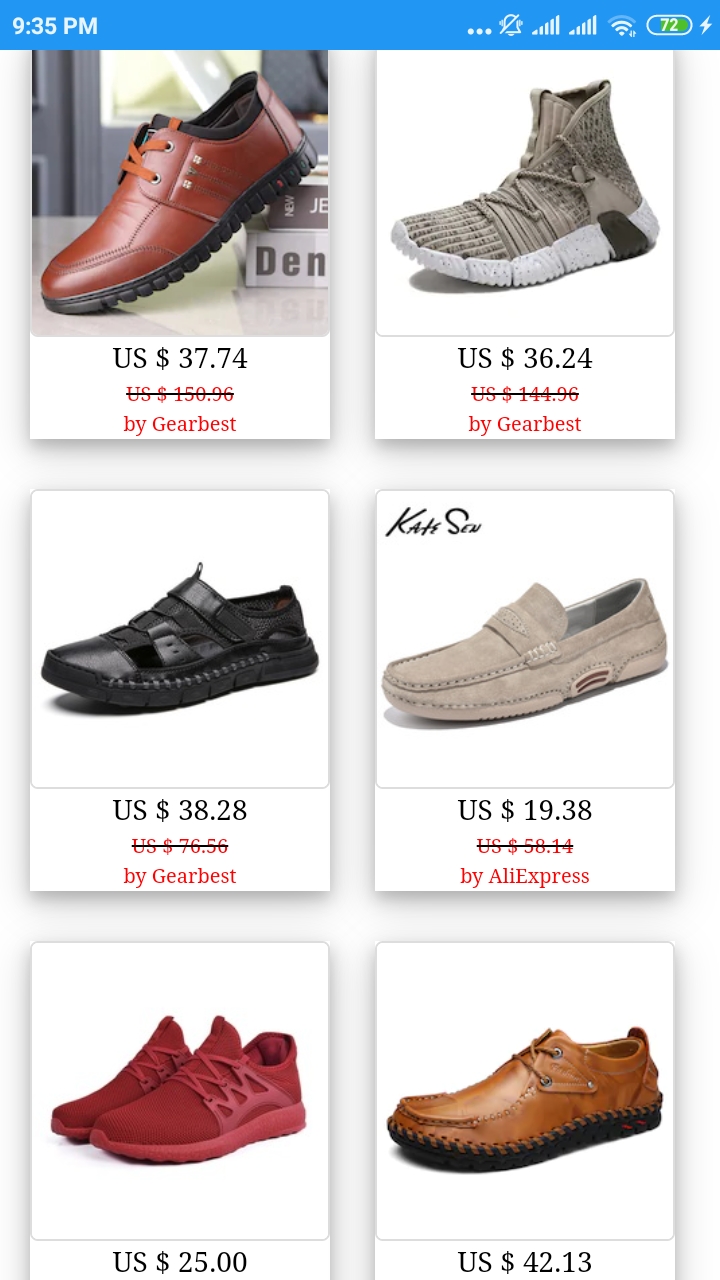 9:35 PM
72
NEW
JE
Den
US $ 37.74
US $ 150.96
by Gearbest
US $ 36.24
US $ 144.96
by Gearbest
US $ 38.28
US $ 76.56
by Gearbest
Kate Sen
US $ 19.38
US $ 58.14
by AliExpress
US $ 25.00
US $ 42.13